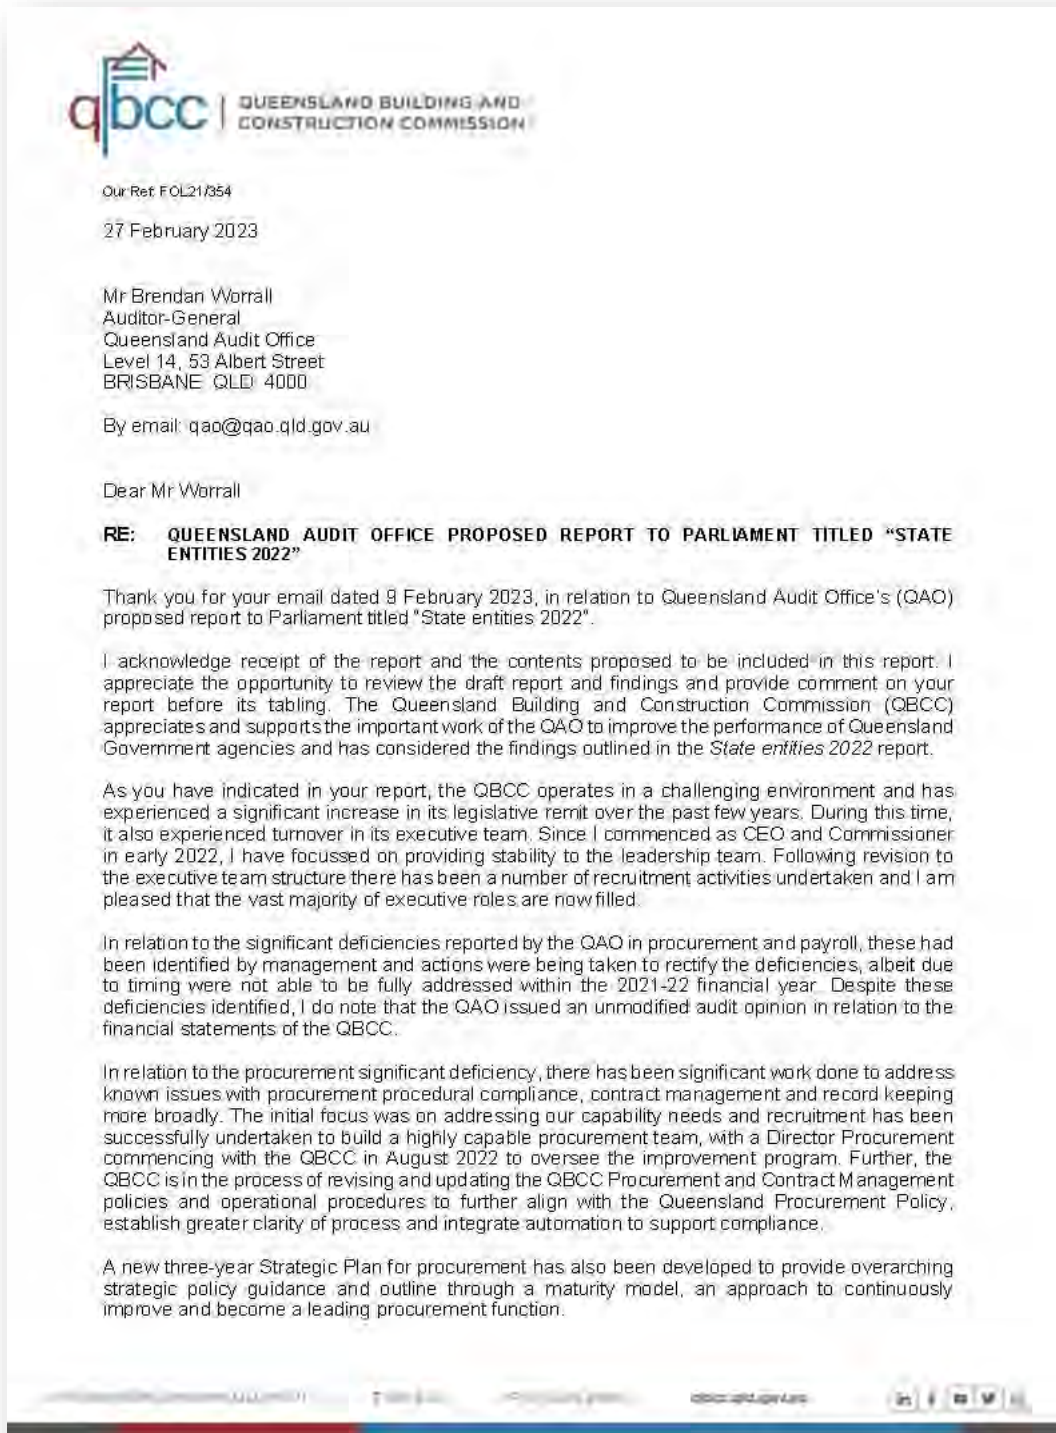 qbcc
QUEENSLAND BUILDING AND
CONSTRUCTION COMMISSION
Our Ref: FOL21/354
27 February 2023
Mr Brendan Worrall
Auditor-General
Queensland Audit Office
Level 14, 53 Albert Street
BRISBANE QLD 4000
By email: qao@qao.qld.gov.au
Dear Mr Worrall
RE: QUEENSLAND AUDIT OFFICE PROPOSED REPORT TO PARLIAMENT TITLED “STATE
ENTITIES 2022”
Thank you for your email dated 9 February 2023, in relation to Queensland Audit Office's (QAO)
proposed report to Parliament titled "State entities 2022".
I acknowledge receipt of the report and the contents proposed to be included in this report. I
appreciate the opportunity to review the draft report and findings and provide comment on your
report before its tabling. The Queensland Building and Construction Commission (QBCC)
appreciates and supports the important work of the QAO to improve the performance of Queensland
Government agencies and has considered the findings outlined in the State entities 2022 report.
As you have indicated in your report, the QBCC operates in a challenging environment and has
experienced a significant increase in its legislative remit over the past few years. During this time,
it also experienced turnover in its executive team. Since I commenced as CEO and Commissioner
in early 2022, I have focussed on providing stability to the leadership team. Following revision to
the executive team structure there has been a number of recruitment activities undertaken and I am
pleased that the vast majority of executive roles are now filled.
In relation to the significant deficiencies reported by the QAO in procurement and payroll, these had
been identified by management and actions were being taken to rectify the deficiencies, albeit due
to timing were not able to be fully addressed within the 2021-22 financial year. Despite these
deficiencies identified, I do note that the QAO issued an unmodified audit opinion in relation to the
financial statements of the QBCC.
In relation to the procurement significant deficiency, there has been significant work done to address
known issues with procurement procedural compliance, contract management and record keeping
more broadly. The initial focus was on addressing our capability needs and recruitment has been
successfully undertaken to build a highly capable procurement team, with a Director Procurement
commencing with the QBCC in August 2022 to oversee the improvement program. Further, the
QBCC is in the process of revising and updating the QBCC Procurement and Contract Management
policies and operational procedures to further align with the Queensland Procurement Policy,
establish greater clarity of process and integrate automation to support compliance.
A new three-year Strategic Plan for procurement has also been developed to provide overarching
strategic policy guidance and outline through a maturity model, an approach to continuously
improve and become a leading procurement function.
qbcc.qld.gov.au